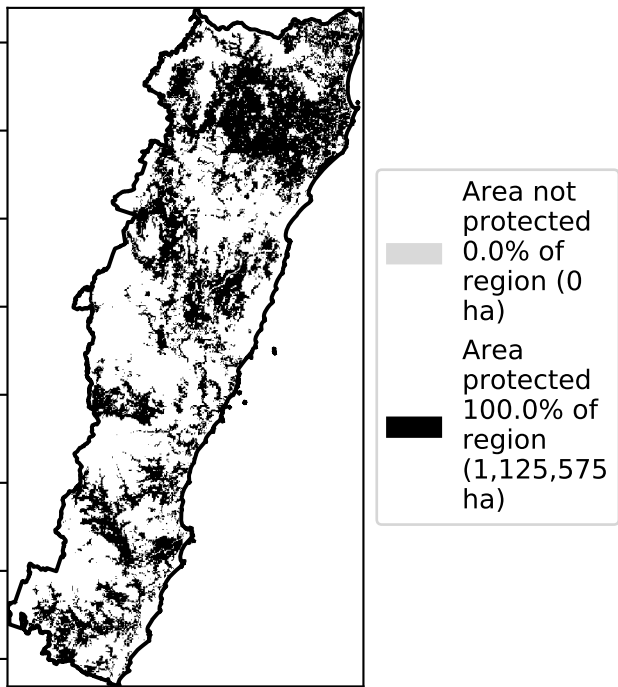 Area not
protected
0.0% of
region (0
ha)
Area
protected
100.0% of
region
(1,125,575
ha)